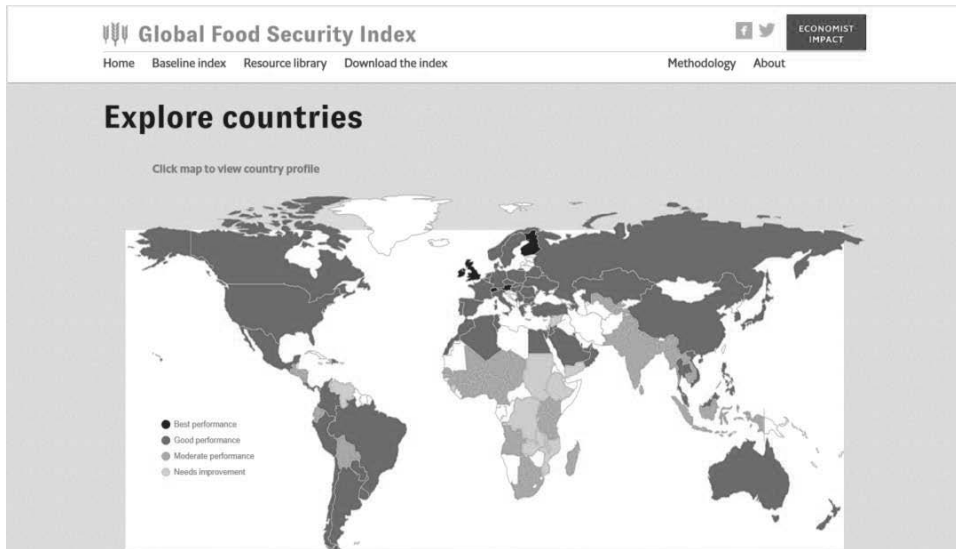 Global Food Security Index
ECONOMIST
IMPACT
Home Baseline index Resource library Download the index Methodology About
Explore countries
Click map to view country profile
Best performance
Good performance
Moderate performance
Needs improvement